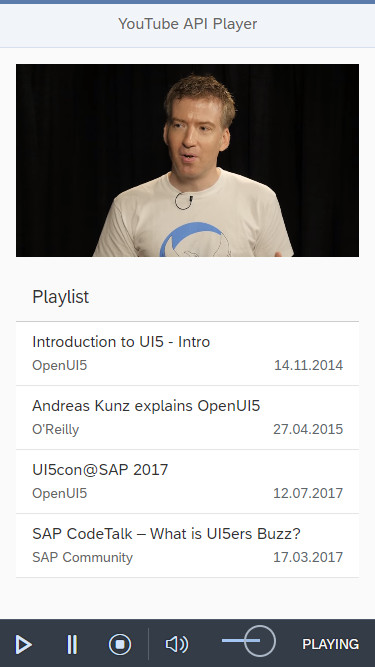 YouTube API Player
Playlist
Introduction to UI5 - Intro
OpenUI5 14.11.2014
Andreas Kunz explains OpenUI5
O'Reilly 27.04.2015
UI5con@SAP 2017
OpenUI5 12.07.2017
SAP CodeTalk – What is UI5ers Buzz?
SAP Community 17.03.2017
PLAYING